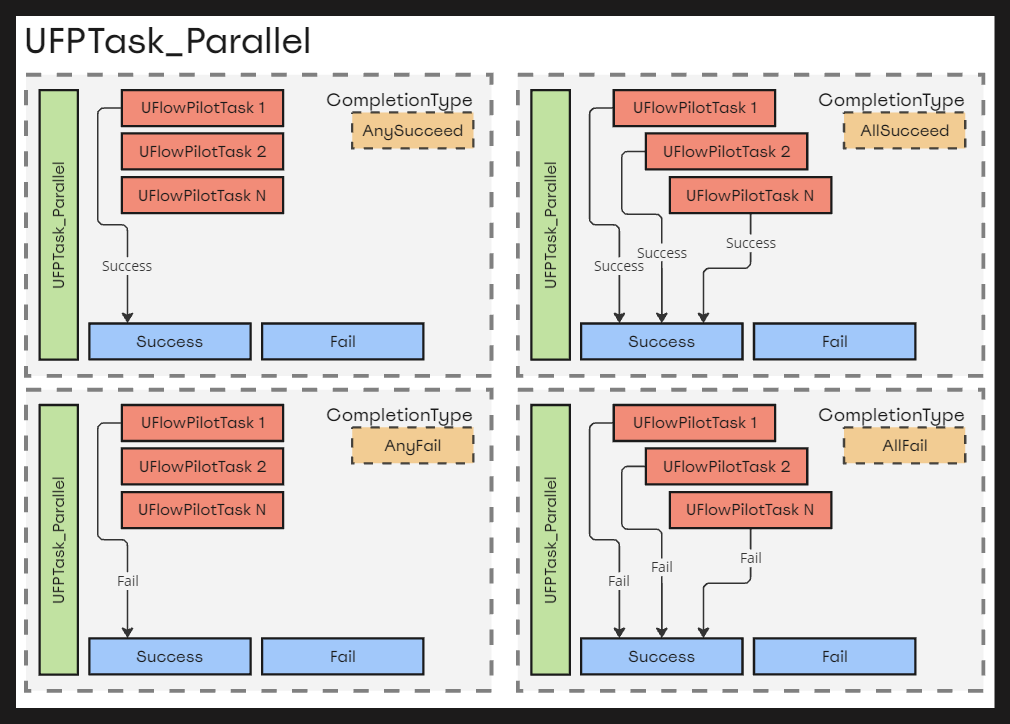 UFPTask_Parallel
UFPTask_Parallel
UFlowPilotTask 1
UFlowPilotTask 2
UFlowPilotTask N
CompletionType
AnySucceed
Success
Success
Fail
UFPTask_Parallel
UFlowPilotTask 1
UFlowPilotTask 2
UFlowPilotTask N
CompletionType
AllSucceed
Success
Success
Success
Success
Fail
UFPTask_Parallel
UFlowPilotTask 1
UFlowPilotTask 2
UFlowPilotTask N
CompletionType
AnyFail
Fail
Success
Fail
UFPTask_Parallel
UFlowPilotTask 1
UFlowPilotTask 2
UFlowPilotTask N
CompletionType
AllFail
Fail
Fail
Fail
Success
Fail